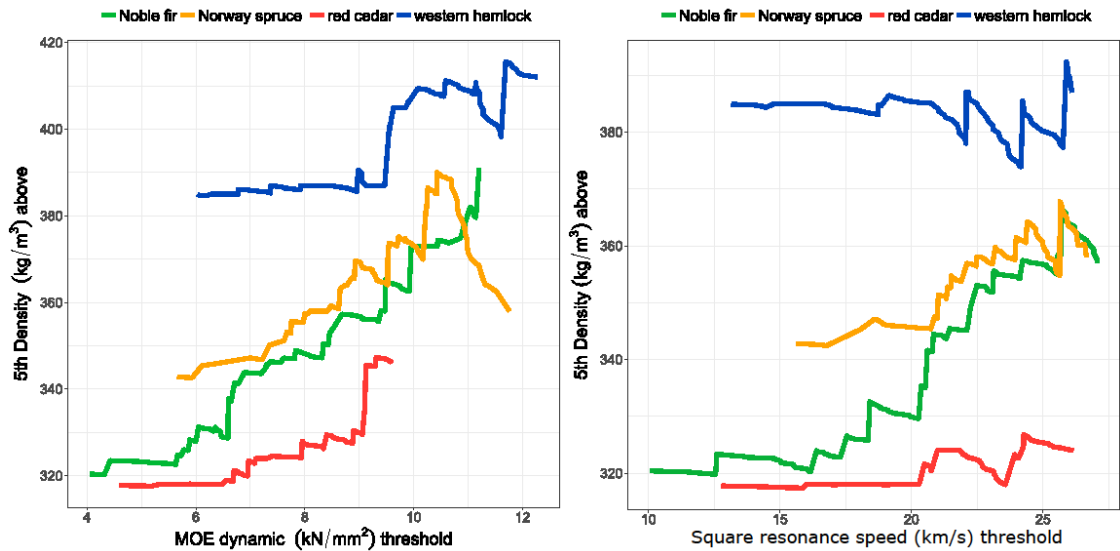 Noble fir Norway spruce red cedar western hemlock
5th Density (kg/m³) above
420
400
380
360
340
320
4 6 8 10 12
MOE dynamic (kN/mm²) threshold
Noble fir Norway spruce red cedar western hemlock
5th Density (kg/m³) above
380
360
340
320
10 15 20 25
Square resonance speed (km/s) threshold